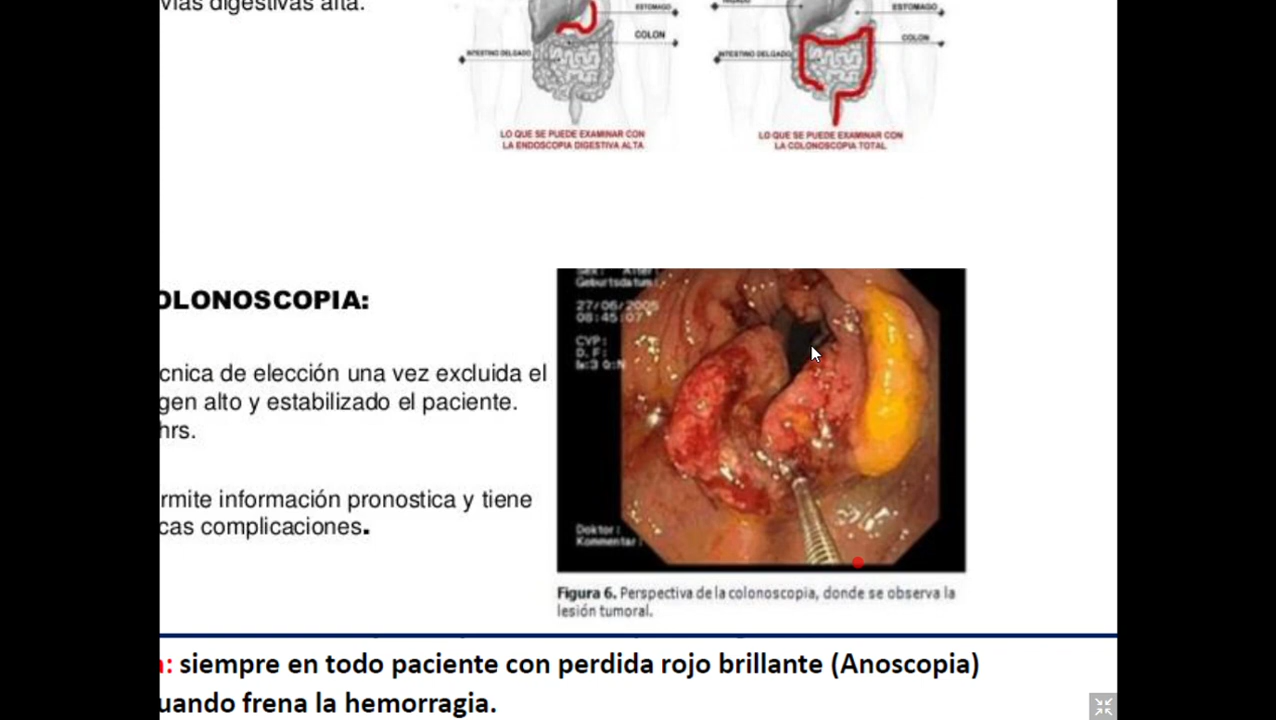 vías digestivas alta.
ESTOMAGO
COLON
INTESTINO DELGADO
LO QUE SE PUEDE EXAMINAR CON
LA ENDOSCOPIA DIGESTIVA ALTA
ESTOMAGO
COLON
INTESTINO DELGADO
LO QUE SE PUEDE EXAMINAR CON
LA COLONOSCOPIA TOTAL
OLONOSCOPIA:
cnica de elección una vez excluida el
gen alto y estabilizado el paciente.
hrs.
rmite información pronostica y tiene
cas complicaciones.
Sex: Alter:
Geburtsdatum:
27/06/2005
08:45:07
CVP:
D.F:
Doktor:
Kommentar:
Figura 6. Perspectiva de la colonoscopia, donde se observa la
lesión tumoral.
a: siempre en todo paciente con perdida rojo brillante (Anoscopia)
uando frena la hemorragia.